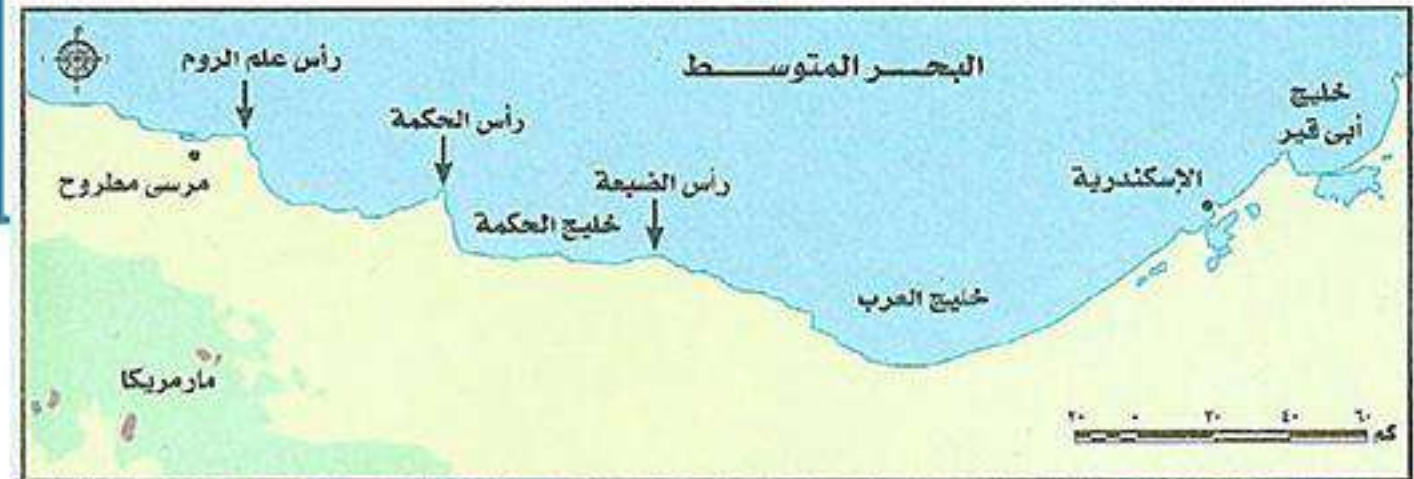 البحر المتوسط
رأس علم الروم
رأس الحكمة
رأس الضبعة
خليج
أبى قير
الإسكندرية
مرسى مطروح
خليج الحكمة
خليج العرب
مارمريكا
٢٠ ٠ ٢٠ ٤٠ ٦٠
كم